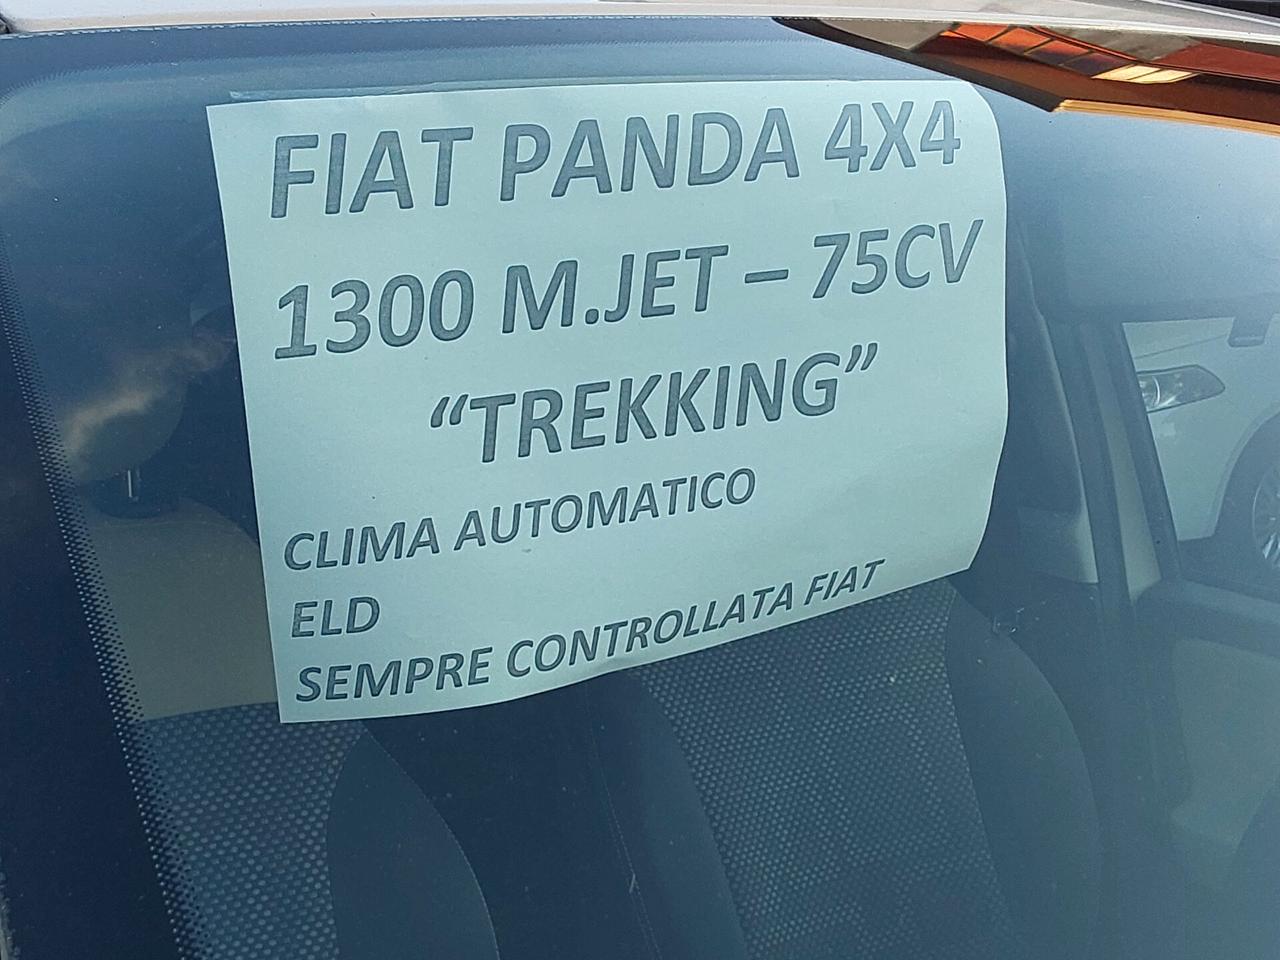 FIAT PANDA 4X4
1300 M.JET – 75CV
“TREKKING”
CLIMA AUTOMATICO
ELD
SEMPRE CONTROLLATA FIAT